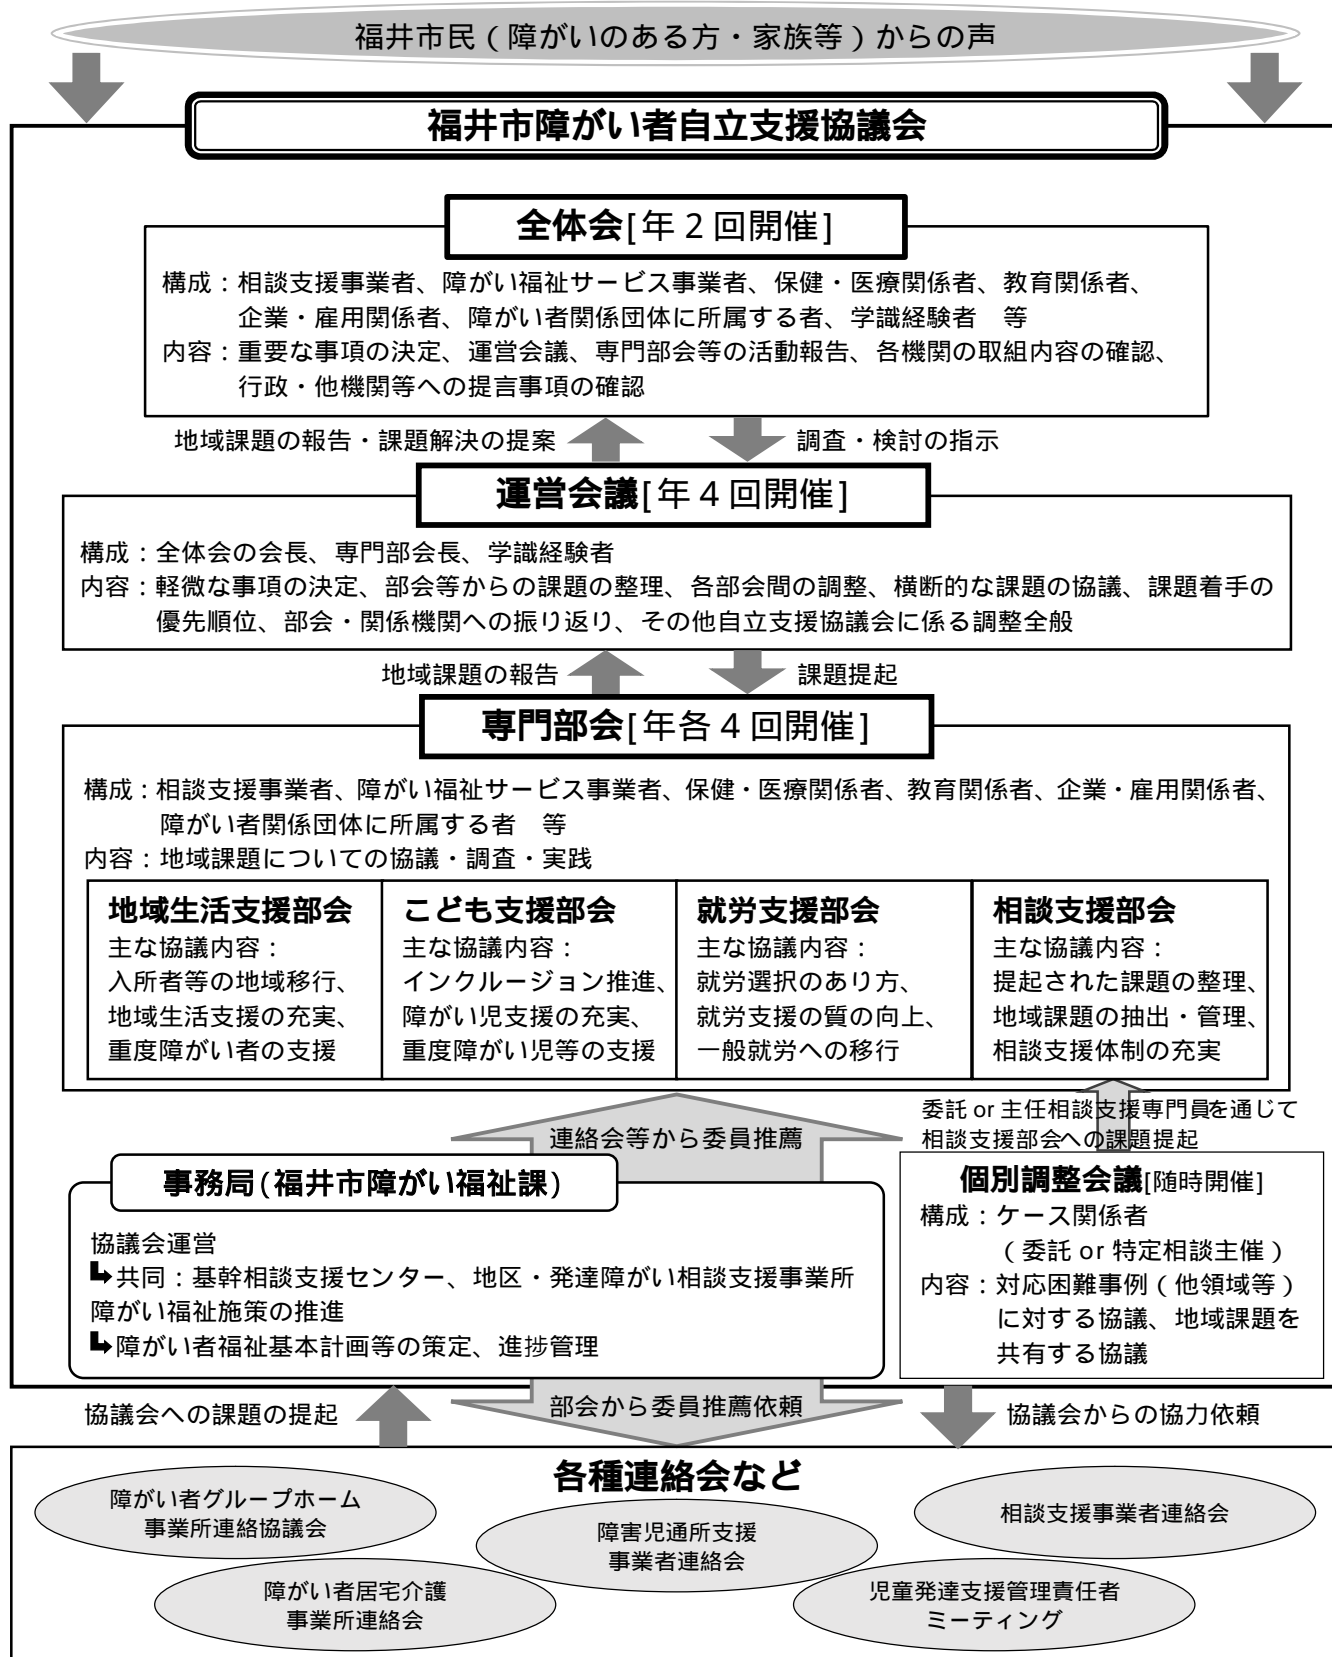 福井市民（障がいのある方・家族等）からの声
福井市障がい者自立支援協議会
全体会[年２回開催]
構成：相談支援事業者、障がい福祉サービス事業者、保健・医療関係者、教育関係者、
企業・雇用関係者、障がい者関係団体に所属する者　等
内容：重要な事項の決定、運営会議、専門部会等の活動報告、各機関の取組内容の確認、
行政・他機関等への提言事項の確認
地域課題の報告・課題解決の提案
調査・検討の指示
運営会議[年４回開催]
構成：全体会の会長、専門部会長、学識経験者
内容：軽微な事項の決定、部会等からの課題の整理、各部会間の調整、横断的な課題の協議、課題着手の
優先順位、部会・関係機関への振り返り、その他自立支援協議会に係る調整全般
地域課題の報告
課題提起
専門部会[年各４回開催]
構成：相談支援事業者、障がい福祉サービス事業者、保健・医療関係者、教育関係者、企業・雇用関係者、
障がい者関係団体に所属する者　等
内容：地域課題についての協議・調査・実践
地域生活支援部会
主な協議内容：
入所者等の地域移行、
地域生活支援の充実、
重度障がい者の支援
こども支援部会
主な協議内容：
インクルージョン推進、
障がい児支援の充実、
重度障がい児等の支援
就労支援部会
主な協議内容：
就労選択のあり方、
就労支援の質の向上、
一般就労への移行
相談支援部会
主な協議内容：
提起された課題の整理、
地域課題の抽出・管理、
相談支援体制の充実
連絡会等から委員推薦
委託 or 主任相談支援専門員を通じて
相談支援部会への課題提起
事務局(福井市障がい福祉課)
協議会運営
共同：基幹相談支援センター、地区・発達障がい相談支援事業所
障がい福祉施策の推進
障がい者福祉基本計画等の策定、進捗管理
個別調整会議[随時開催]
構成：ケース関係者
（委託 or 特定相談主催）
内容：対応困難事例（他領域等）
に対する協議、地域課題を
共有する協議
協議会への課題の提起
部会から委員推薦依頼
協議会からの協力依頼
各種連絡会など
障がい者グループホーム
事業所連絡協議会
障害児通所支援
事業者連絡会
相談支援事業者連絡会
障がい者居宅介護
事業所連絡会
児童発達支援管理責任者
ミーティング